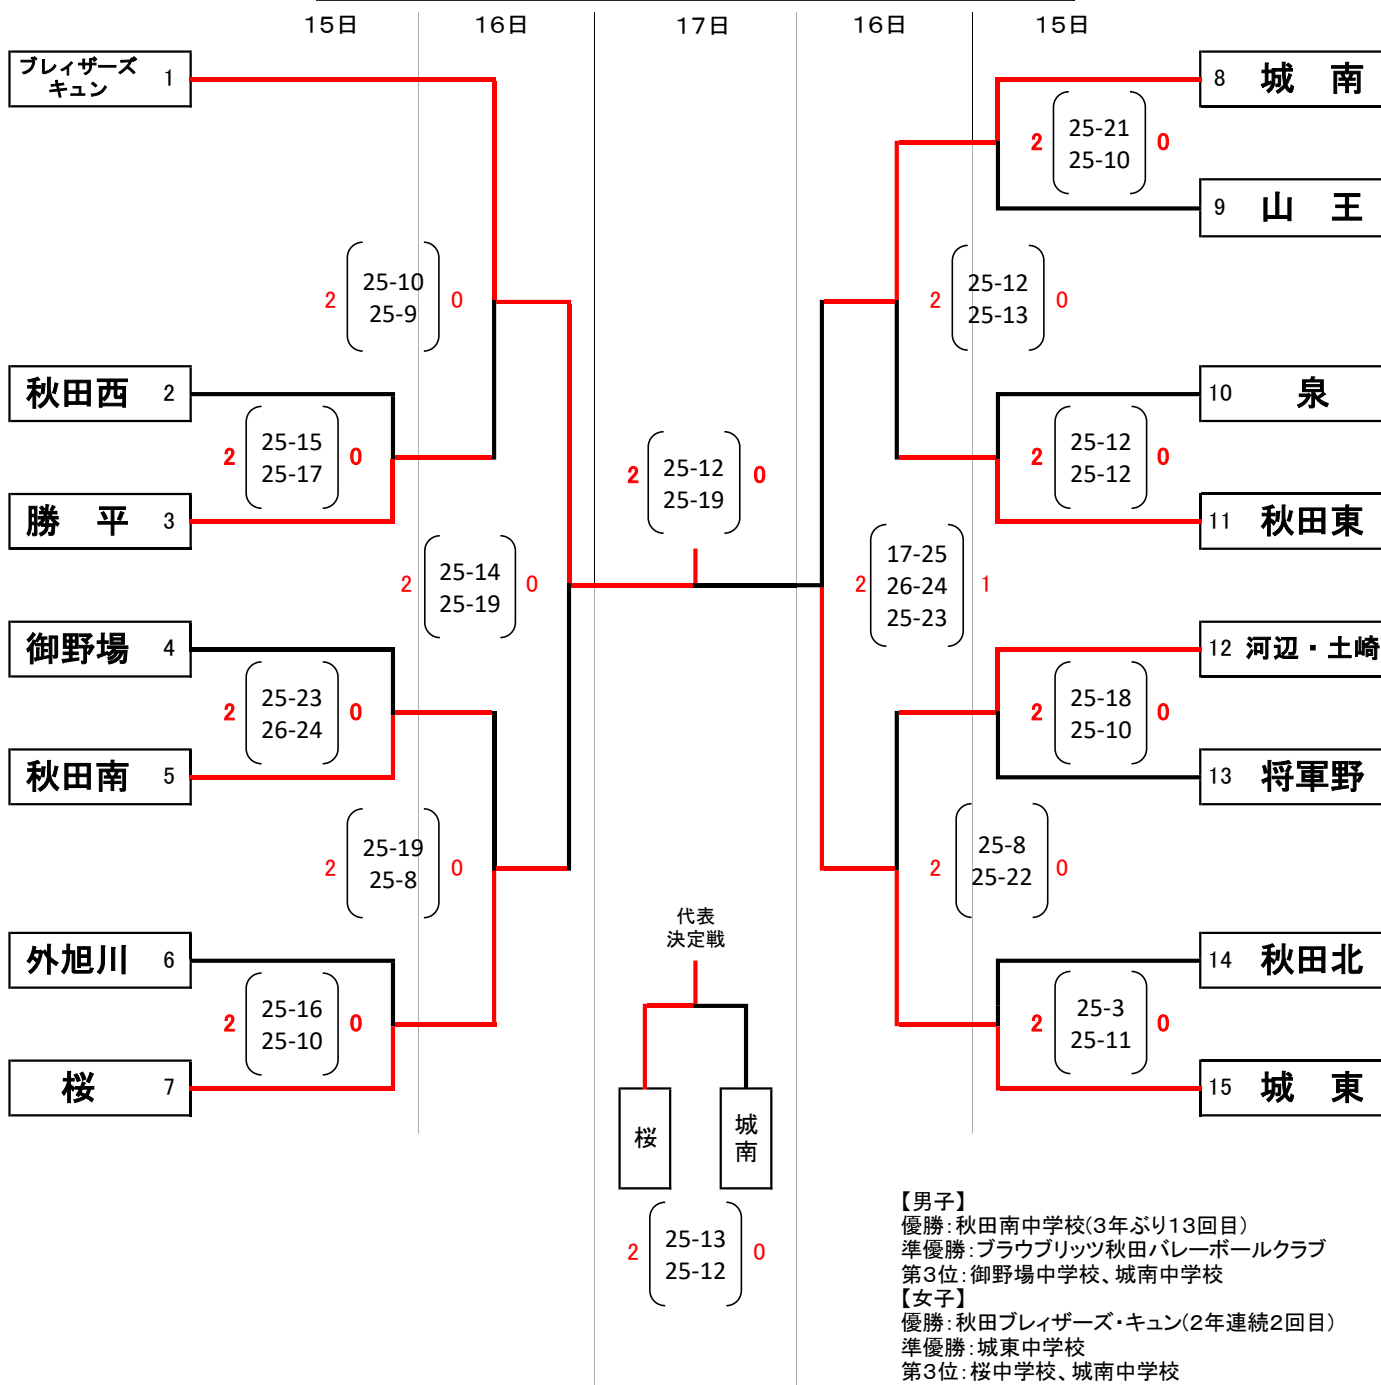 15日 16日 17日 16日 15日
ブレィザーズ
キュン 1
8 城 南
2 25-21 0
25-10
9 山 王
2 25-10 0
25-9
2 25-12 0
25-13
秋田西 2
10 泉
2 25-15 0
25-17
2 25-12 0
25-19
2 25-12 0
25-12
勝 平 3
11 秋田東
2 25-14 0
25-19
2 17-25 1
26-24
25-23
御野場 4
12 河辺・土崎
2 25-23 0
26-24
2 25-18 0
25-10
秋田南 5
13 将軍野
2 25-19 0
25-8
2 25-8 0
25-22
外旭川 6
14 秋田北
代表
決定戦
2 25-16 0
25-10
2 25-3 0
25-11
桜 7
15 城 東
桜
城南
2 25-13 0
25-12
【男子】
優勝:秋田南中学校(3年ぶり13回目)
準優勝:ブラウブリッツ秋田バレーボールクラブ
第3位:御野場中学校、城南中学校
【女子】
優勝:秋田ブレィザーズ・キュン(2年連続2回目)
準優勝:城東中学校
第3位:桜中学校、城南中学校